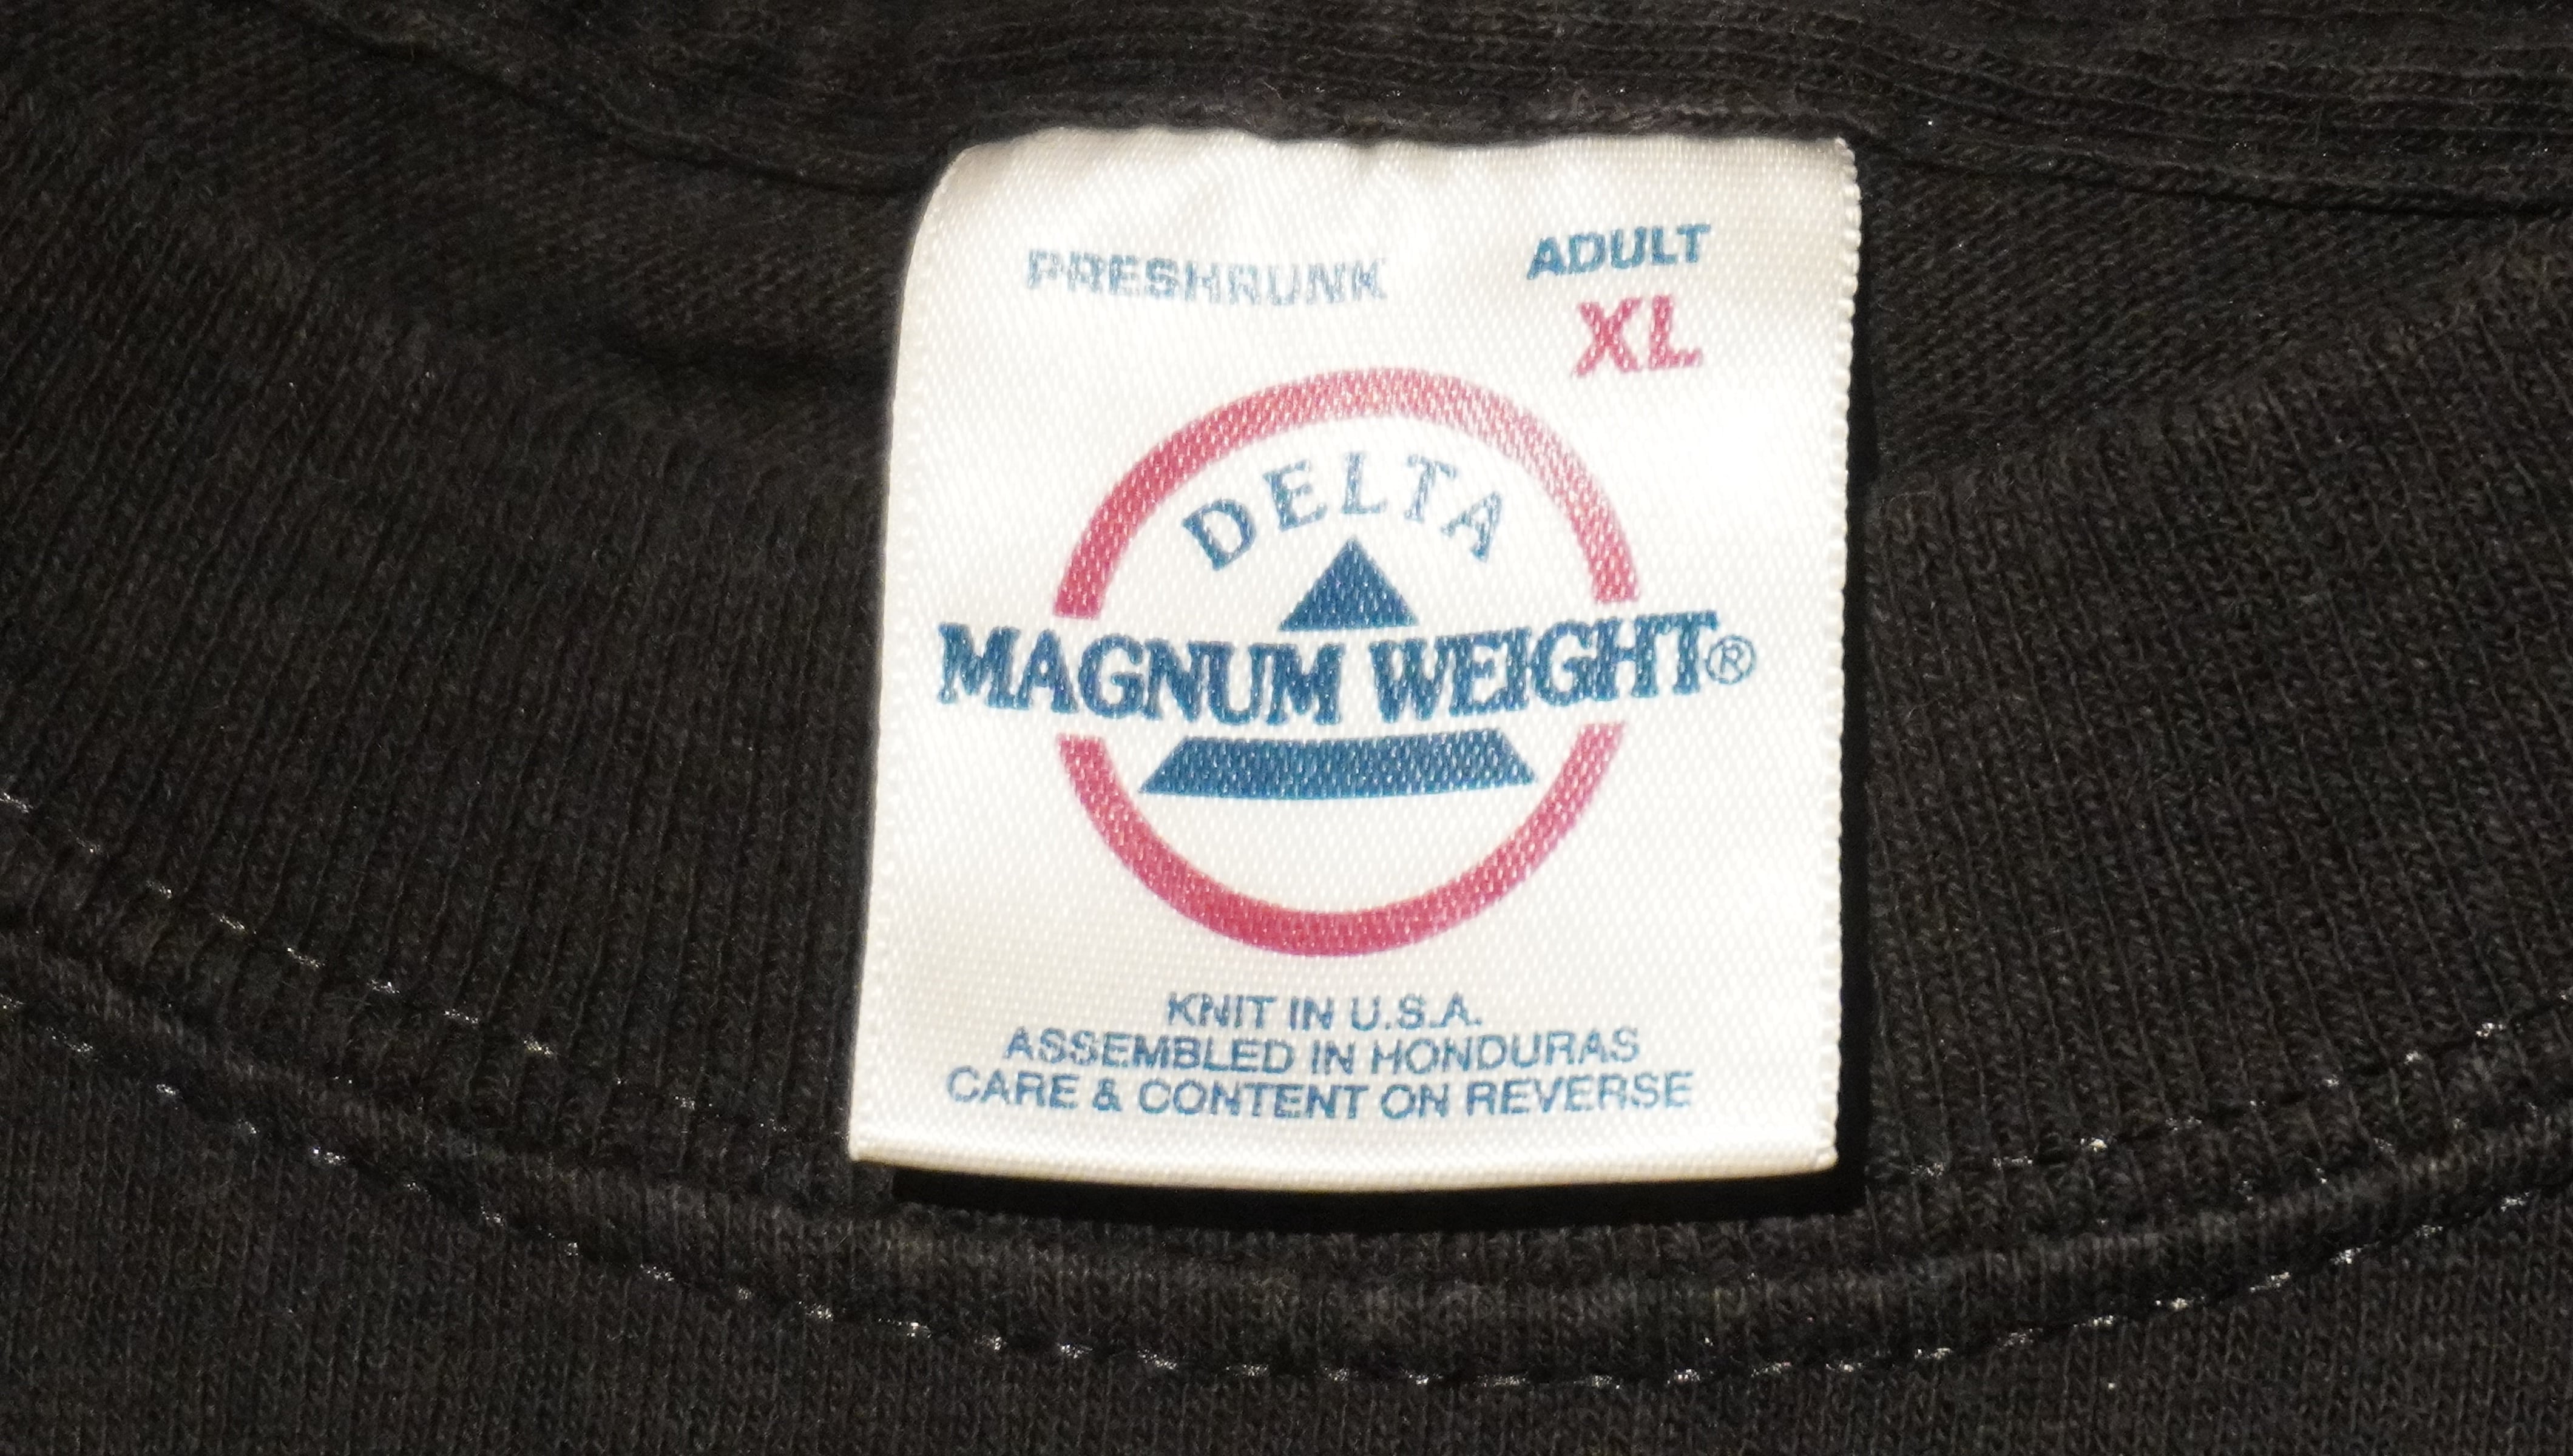 PRESHRUNK
ADULT
XL
DELTA
MAGNUM WEIGHT®
KNIT IN U.S.A.
ASSEMBLED IN HONDURAS
CARE & CONTENT ON REVERSE